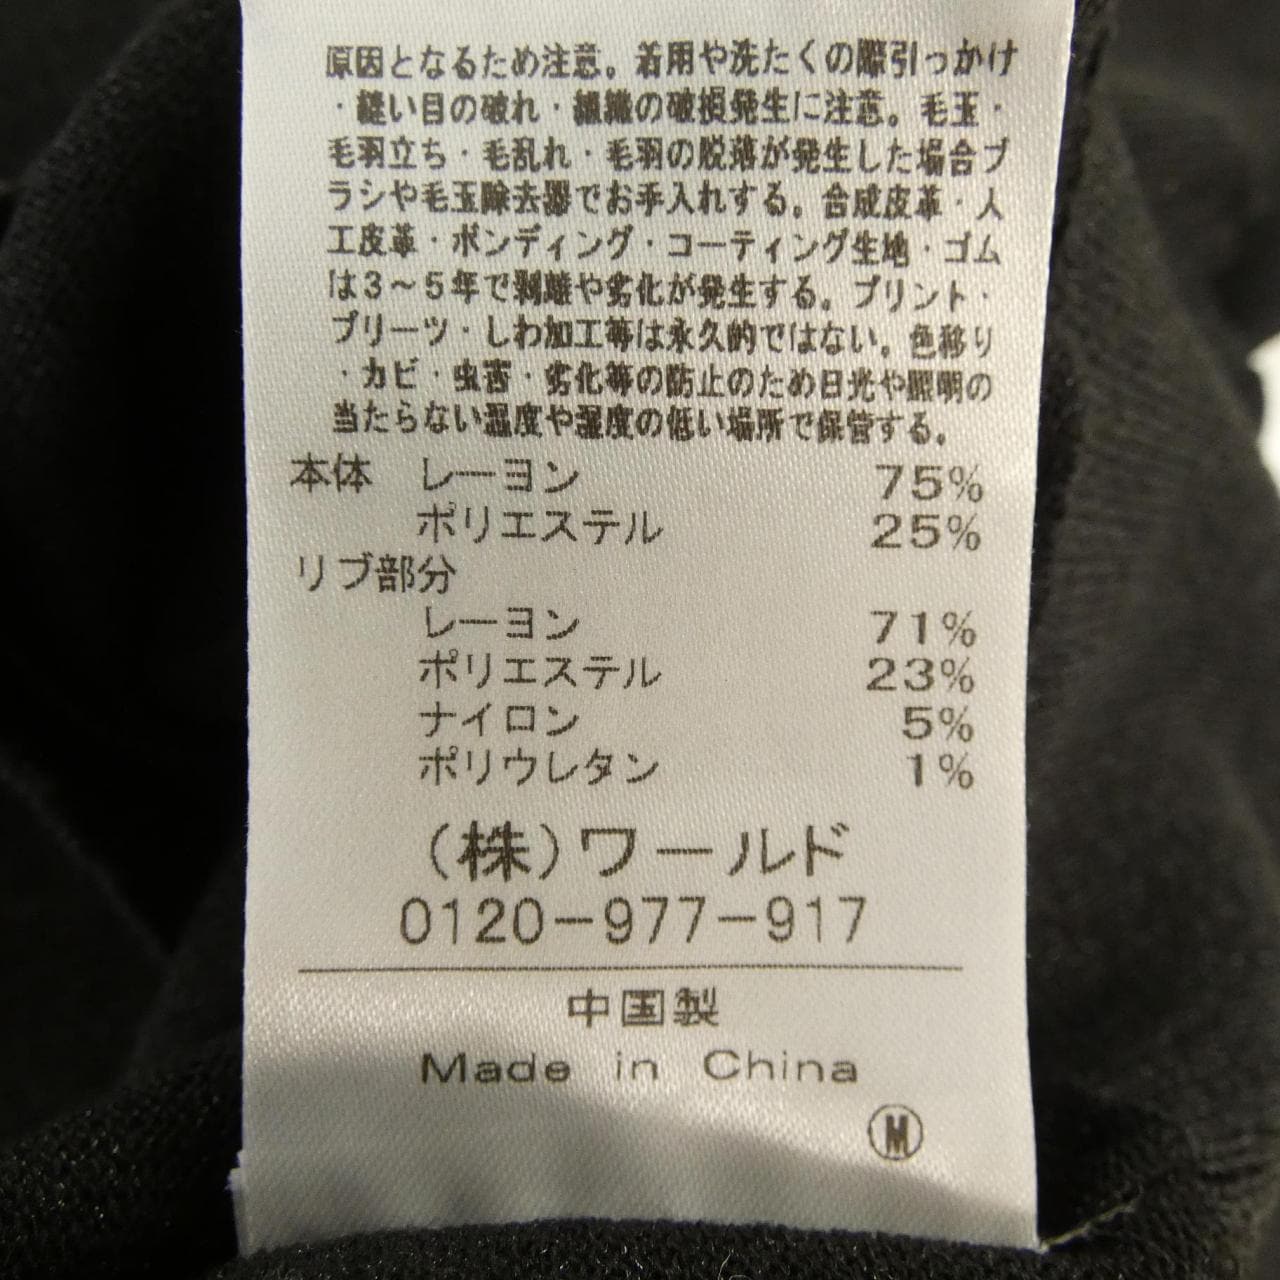 原因となるため注意。着用や洗たくの際引っかけ
・縫い目の破れ・組織の破損発生に注意。毛玉・
毛羽立ち・毛乱れ・毛羽の脱落が発生した場合ブ
ラシや毛玉除去器でお手入れする。合成皮革・人
工皮革・ボンディング・コーティング生地・ゴム
は３〜５年で剥離や劣化が発生する。プリント・
プリーツ・しわ加工等は永久的ではない。色移り
・カビ・虫害・劣化等の防止のため日光や照明の
当たらない温度や湿度の低い場所で保管する。
本体 レーヨン 75%
ポリエステル 25%
リブ部分
レーヨン 71%
ポリエステル 23%
ナイロン 5%
ポリウレタン 1%
(株)ワールド
0120-977-917
中国製
Made in China
Ⓜ